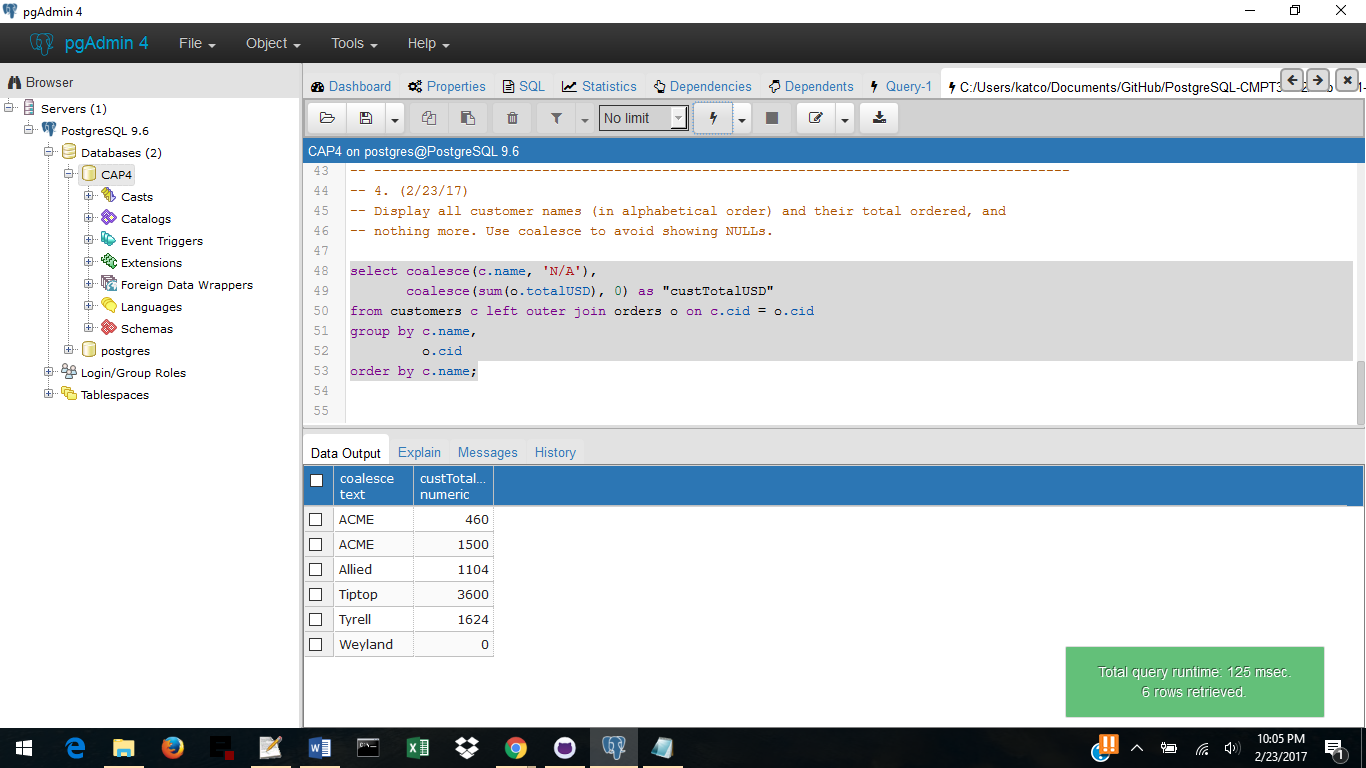 pgAdmin 4
pgAdmin 4 File Object Tools Help
Browser
Servers (1)
PostgreSQL 9.6
Databases (2)
CAP4
Casts
Catalogs
Event Triggers
Extensions
Foreign Data Wrappers
Languages
Schemas
postgres
Login/Group Roles
Tablespaces
Dashboard Properties SQL Statistics Dependencies Dependents Query-1 C:/Users/katco/Documents/GitHub/PostgreSQL-CMPT3
No limit
CAP4 on postgres@PostgreSQL 9.6
43 -- ---------------------------------------------------------------------------------------
44 -- 4. (2/23/17)
45 -- Display all customer names (in alphabetical order) and their total ordered, and
46 -- nothing more. Use coalesce to avoid showing NULLs.
47
48 select coalesce(c.name, 'N/A'),
49 coalesce(sum(o.totalUSD), 0) as "custTotalUSD"
50 from customers c left outer join orders o on c.cid = o.cid
51 group by c.name,
52 o.cid
53 order by c.name;
54
55
Data Output Explain Messages History
coalesce custTotal...
text numeric
ACME 460
ACME 1500
Allied 1104
Tiptop 3600
Tyrell 1624
Weyland 0
Total query runtime: 125 msec.
6 rows retrieved.
10:05 PM
2/23/2017
1